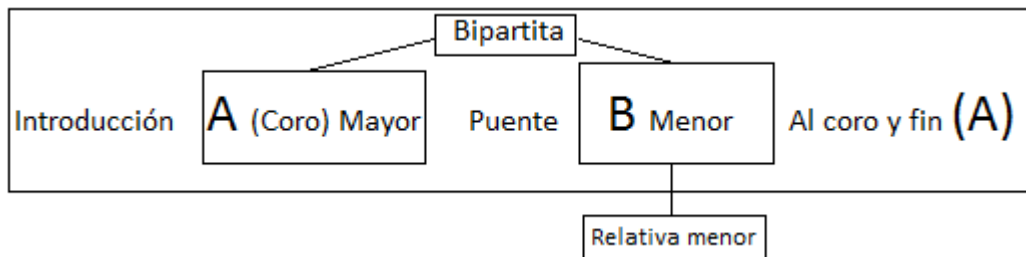 Bipartita
Introducción A (Coro) Mayor Puente B Menor Al coro y fin (A)
Relativa menor